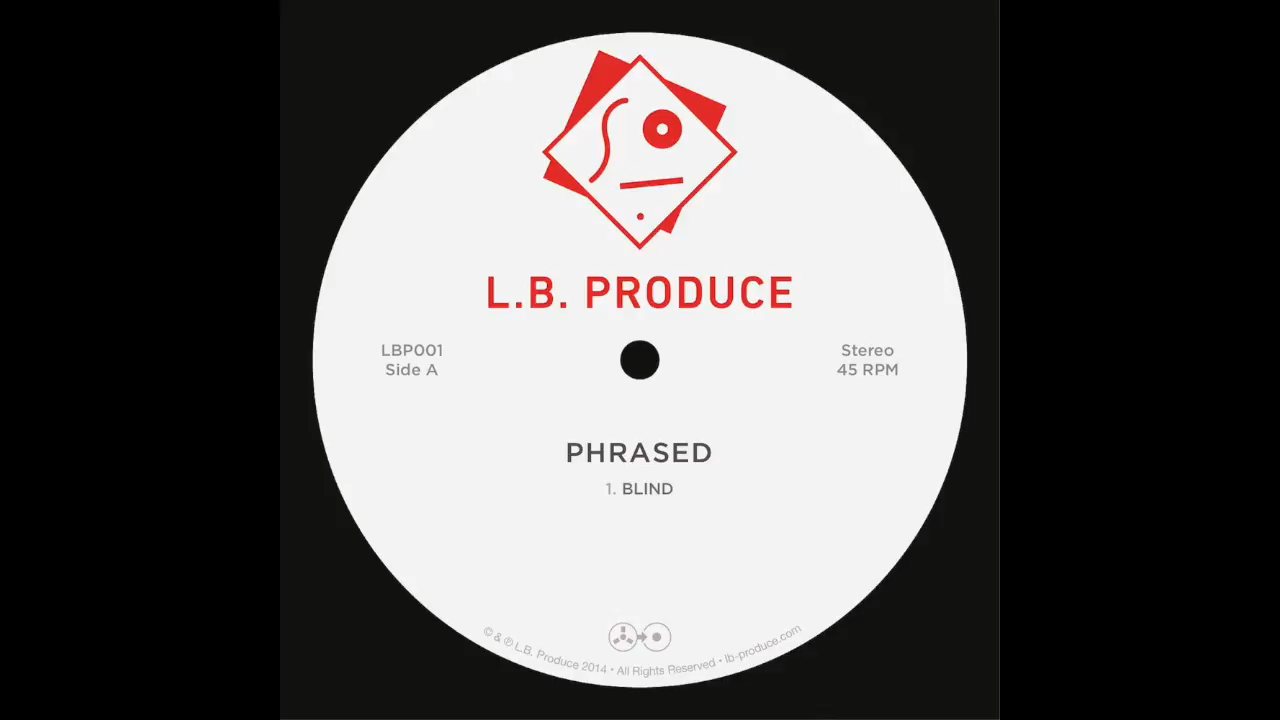 L.B. PRODUCE
LBP001
Side A
Stereo
45 RPM
PHRASED
1. BLIND
© & ℗ L.B. Produce 2014 • All Rights Reserved • lb-produce.com